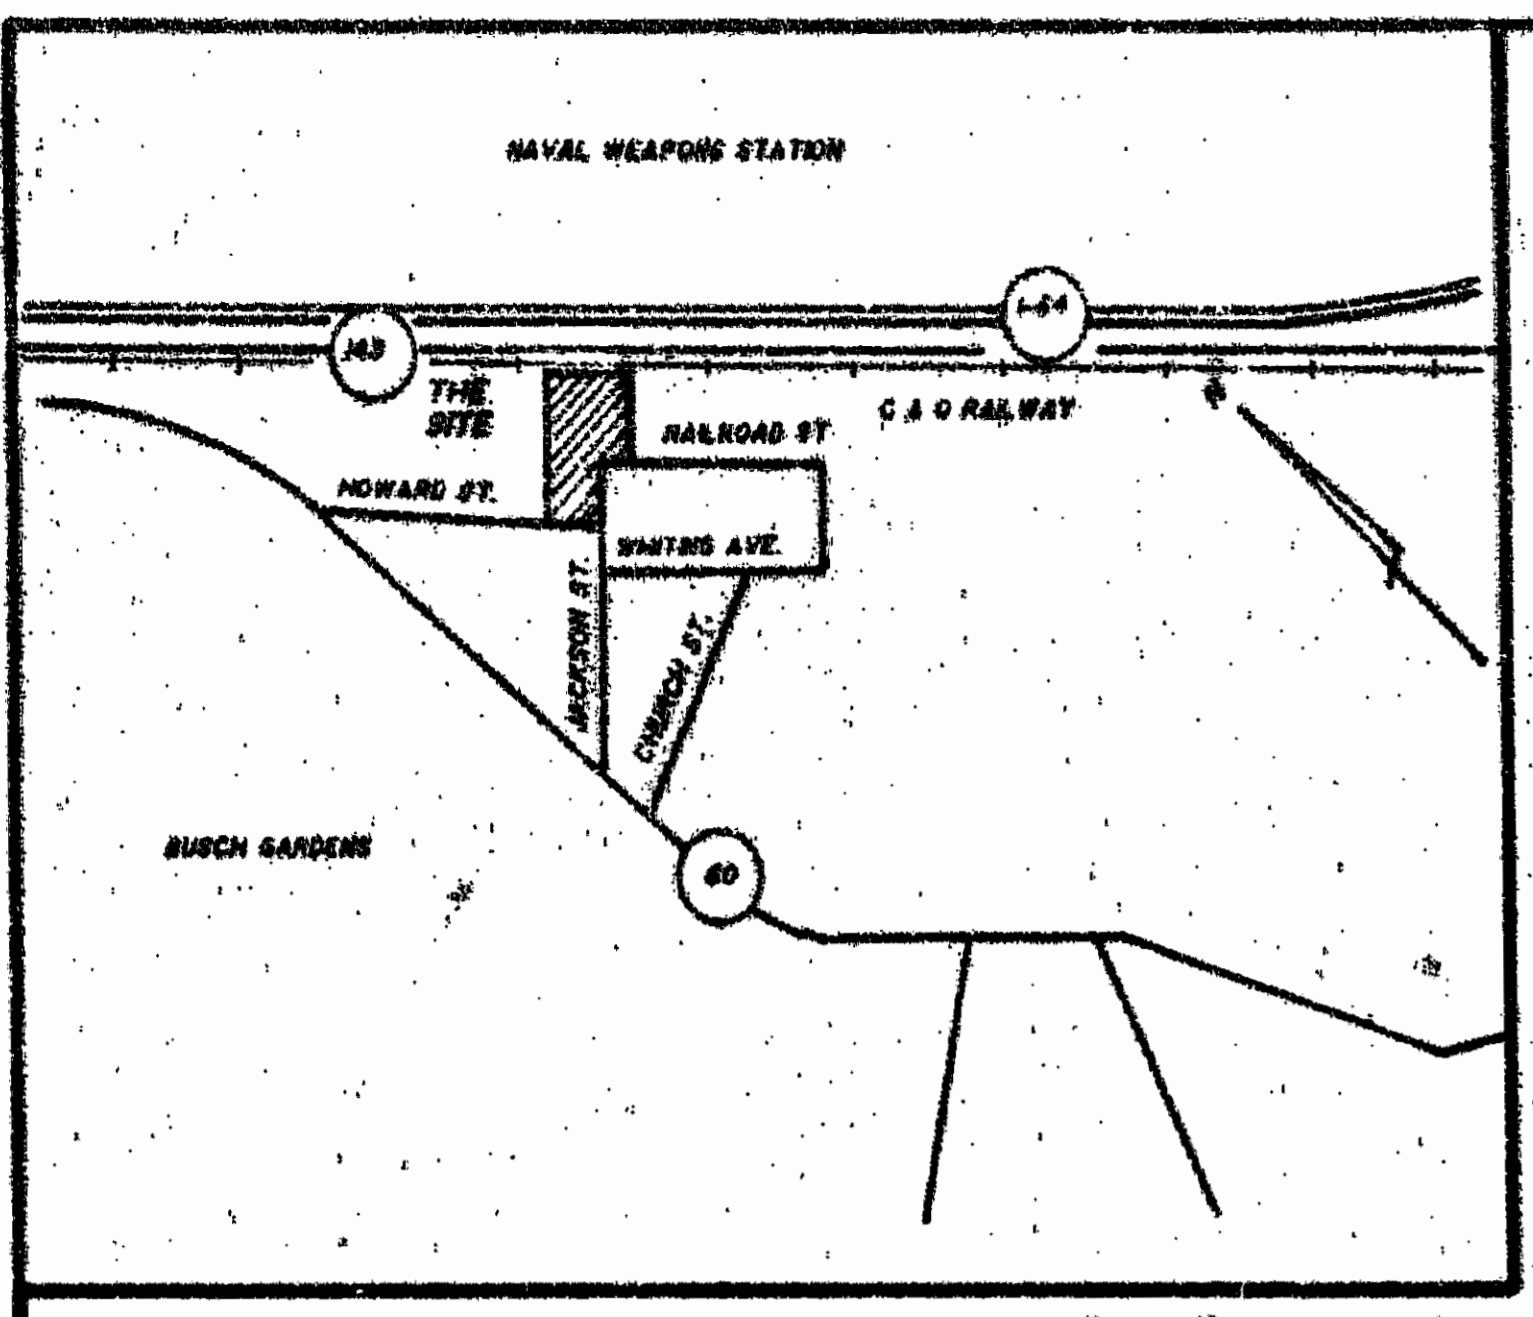 NAVAL WEAPONS STATION
I-64
143
THE
SITE
C & O RAILWAY
RAILROAD ST
HOWARD ST.
WHITING AVE.
JACKSON ST.
CHURCH ST.
BUSCH GARDENS
60